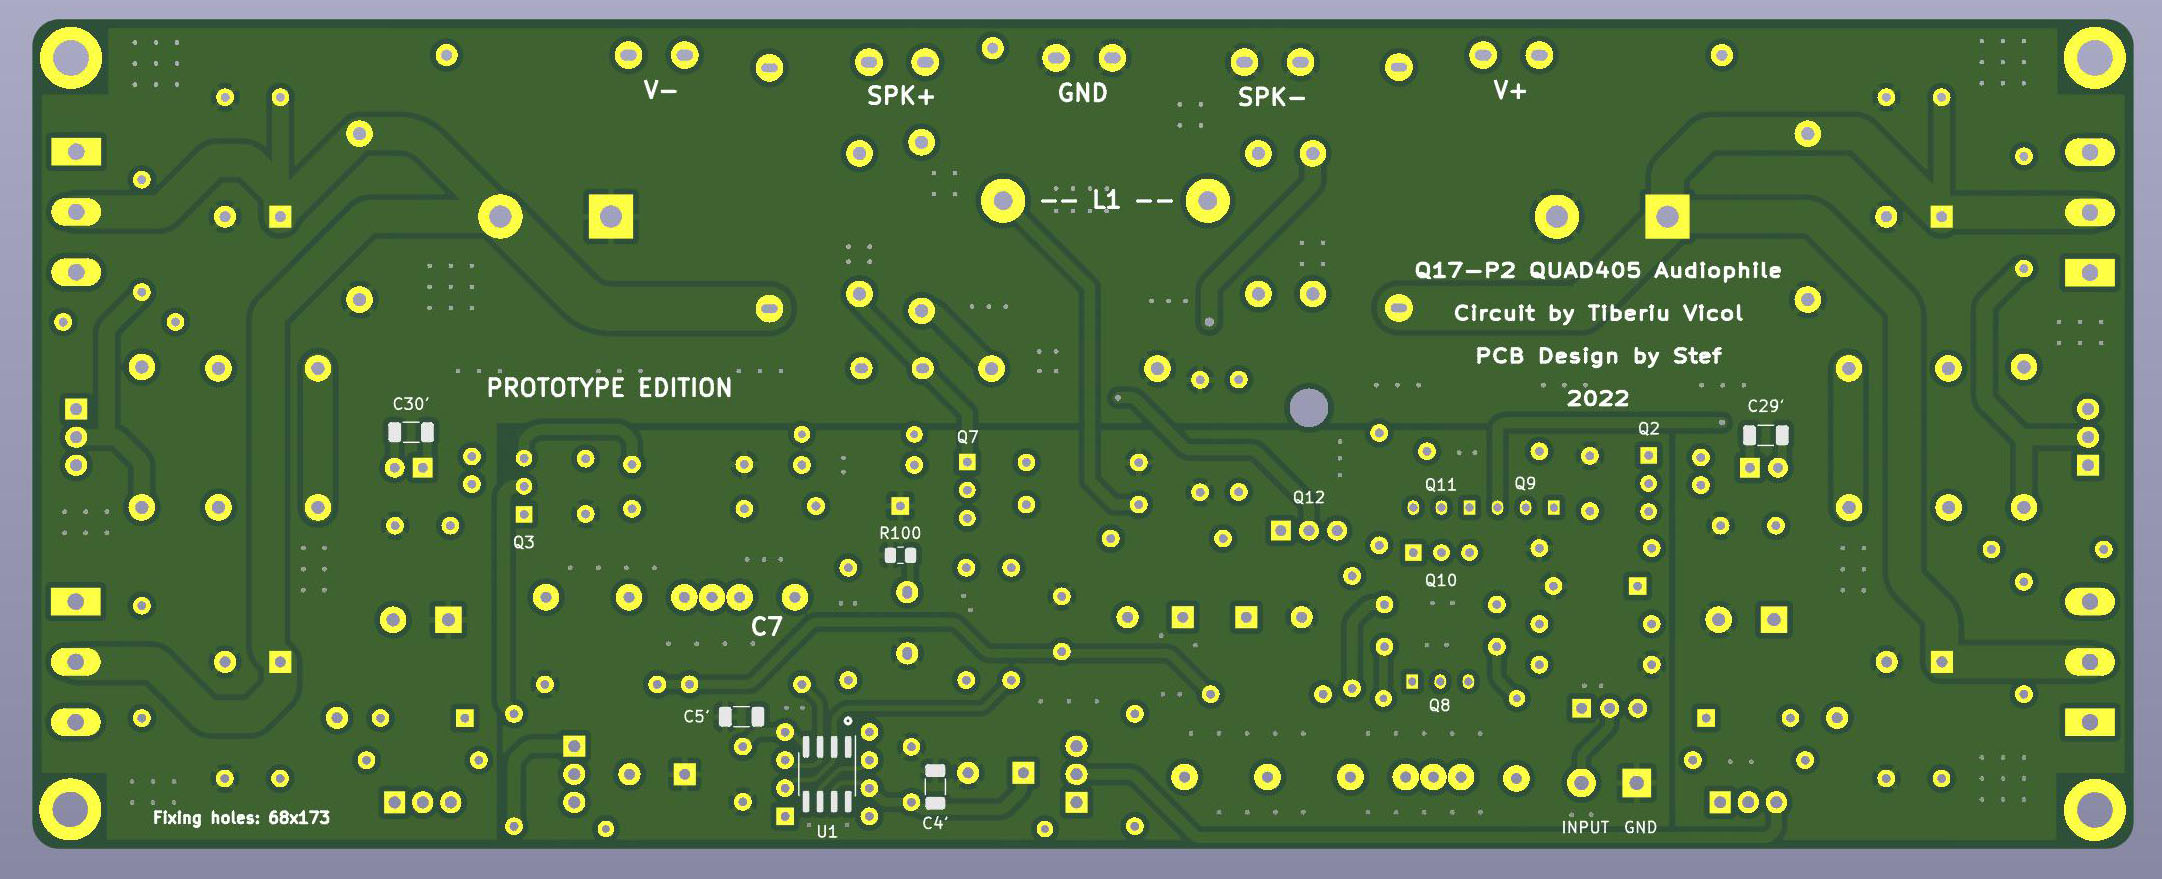 V-
SPK+
GND
SPK-
V+
-- L1 --
Q17-P2 QUAD405 Audiophile
Circuit by Tiberiu Vicol
PCB Design by Stef
2022
PROTOTYPE EDITION
C30'
C29'
Q7
Q2
Q11
Q9
Q12
R100
Q3
Q10
C7
Q8
C5'
Fixing holes: 68x173
U1
C4'
INPUT GND